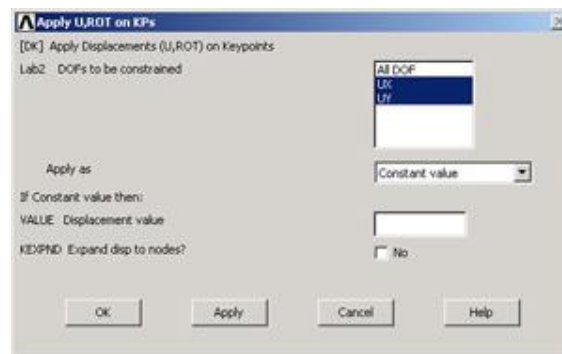 Apply U,ROT on KPs
[DK] Apply Displacements (U,ROT) on Keypoints
Lab2 DOFs to be constrained
All DOF
UX
UY
Apply as
Constant value
If Constant value then:
VALUE Displacement value
KEXPND Expand disp to nodes?
No
OK
Apply
Cancel
Help